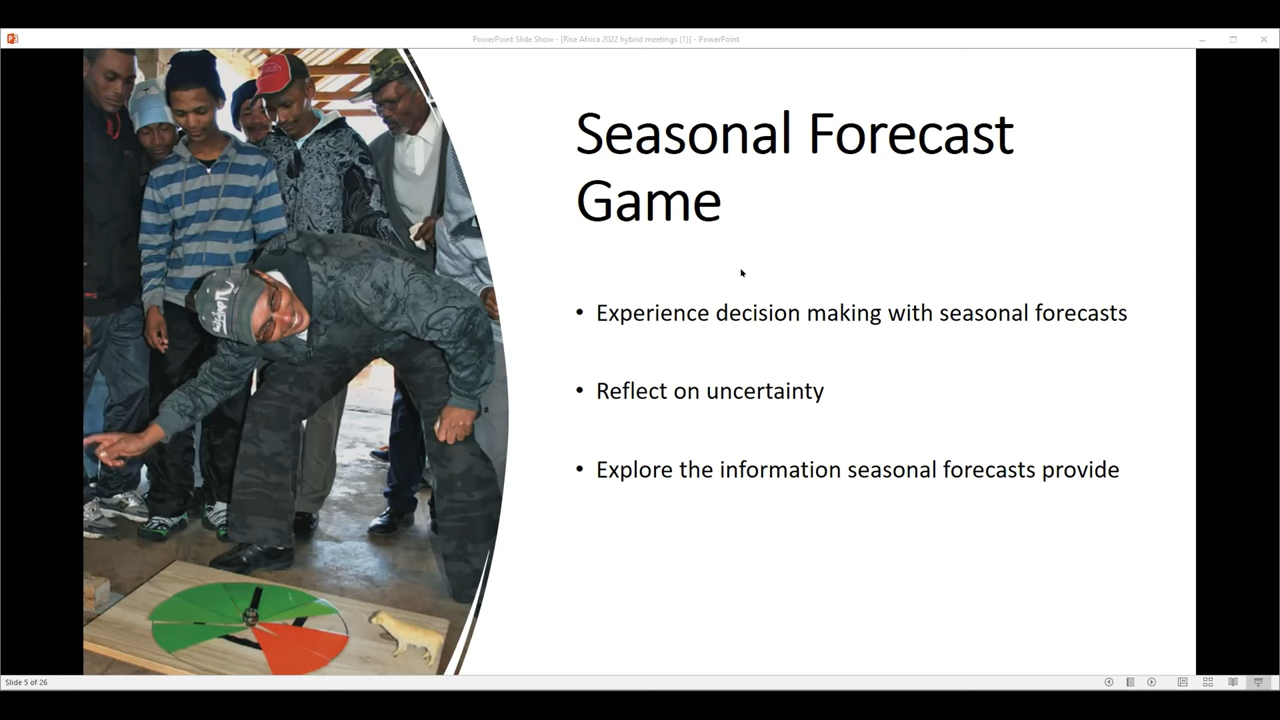 PowerPoint Slide Show - [Rise Africa 2022 hybrid meetings (1)] - PowerPoint
Seasonal Forecast
Game
• Experience decision making with seasonal forecasts
• Reflect on uncertainty
• Explore the information seasonal forecasts provide
Slide 5 of 26